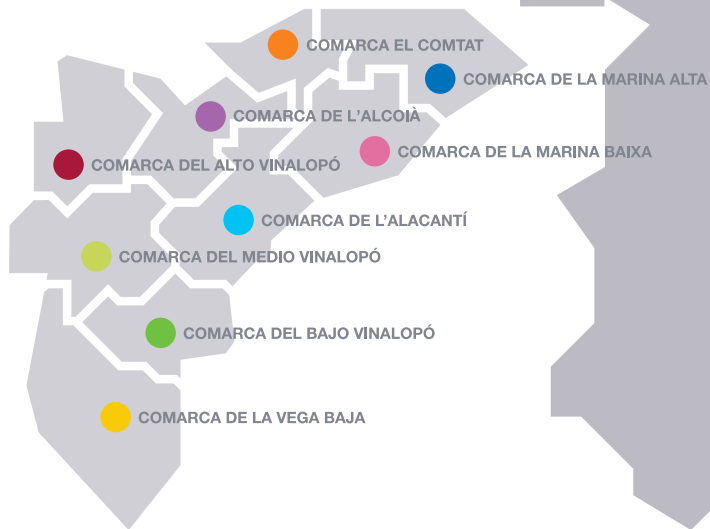 COMARCA EL COMTAT
COMARCA DE LA MARINA ALTA
COMARCA DE L'ALCOIÀ
COMARCA DE LA MARINA BAIXA
COMARCA DEL ALTO VINALOPÓ
COMARCA DE L'ALACANTÍ
COMARCA DEL MEDIO VINALOPÓ
COMARCA DEL BAJO VINALOPÓ
COMARCA DE LA VEGA BAJA